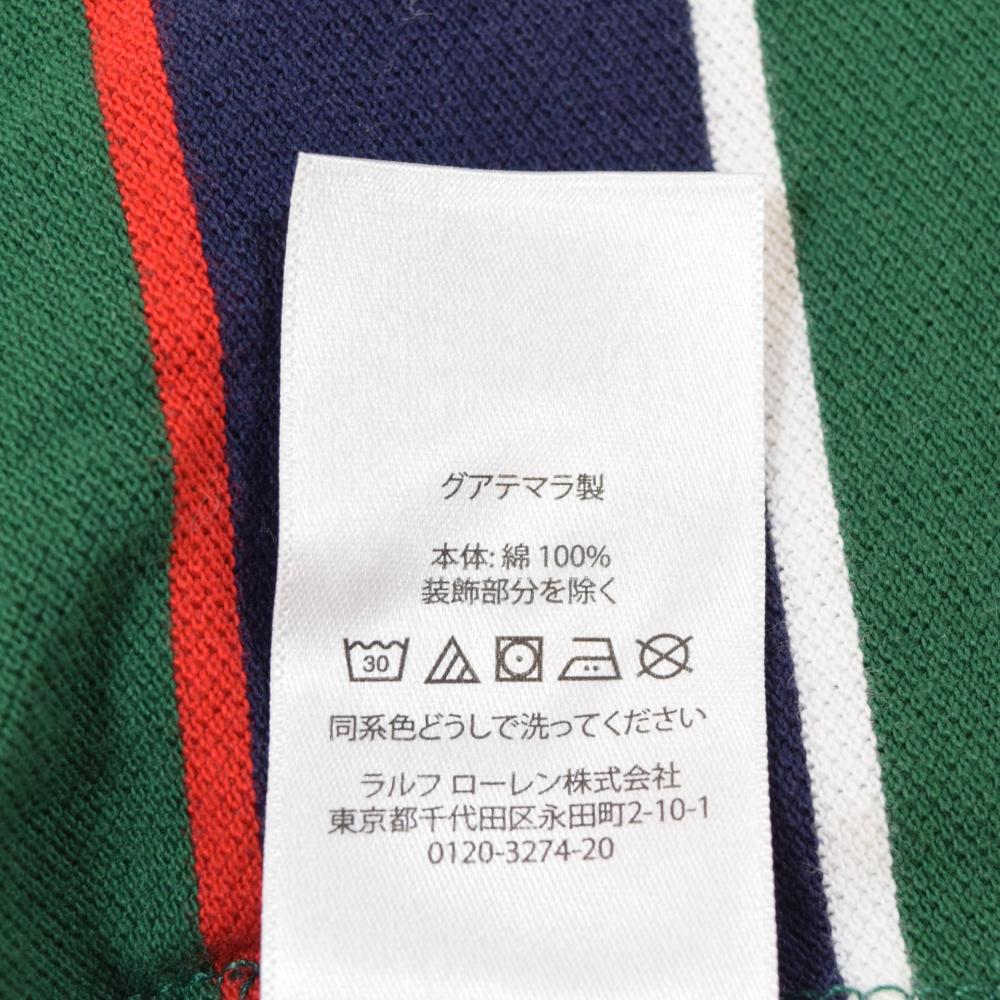 グアテマラ製
本体: 綿 100%
装飾部分を除く
30
同系色どうしで洗ってください
ラルフ ローレン株式会社
東京都千代田区永田町2-10-1
0120-3274-20